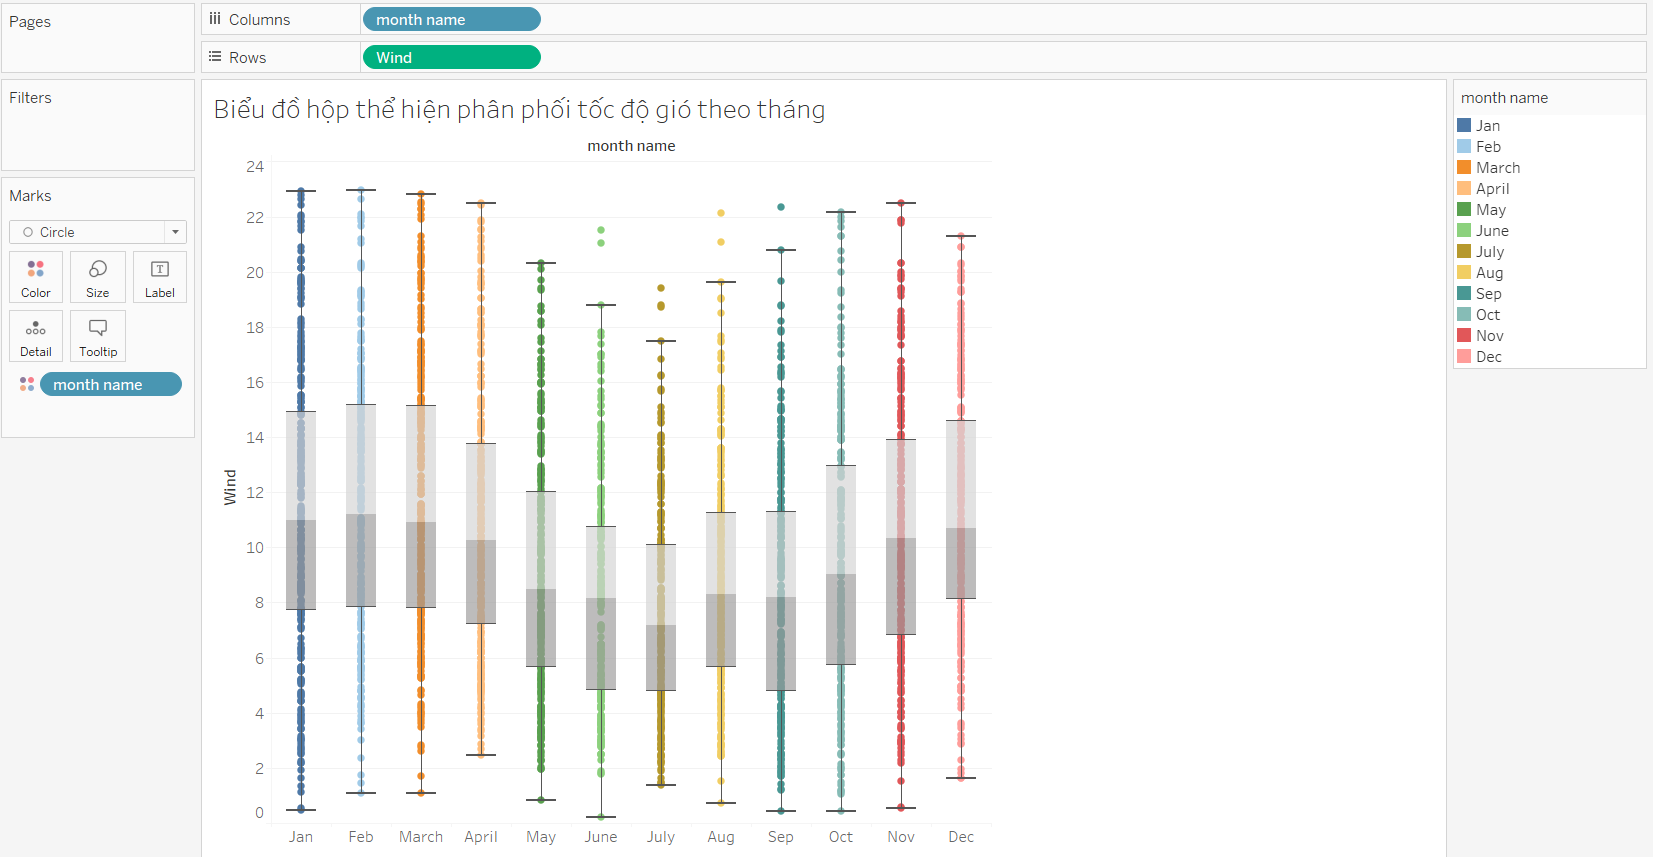 Pages
Columns
month name
Rows
Wind
Filters
Marks
Circle
Color
Size
Label
Detail
Tooltip
month name
Biểu đồ hộp thể hiện phân phối tốc độ gió theo tháng
month name
Wind
24
22
20
18
16
14
12
10
8
6
4
2
0
Jan Feb March April May June July Aug Sep Oct Nov Dec
month name
Jan
Feb
March
April
May
June
July
Aug
Sep
Oct
Nov
Dec